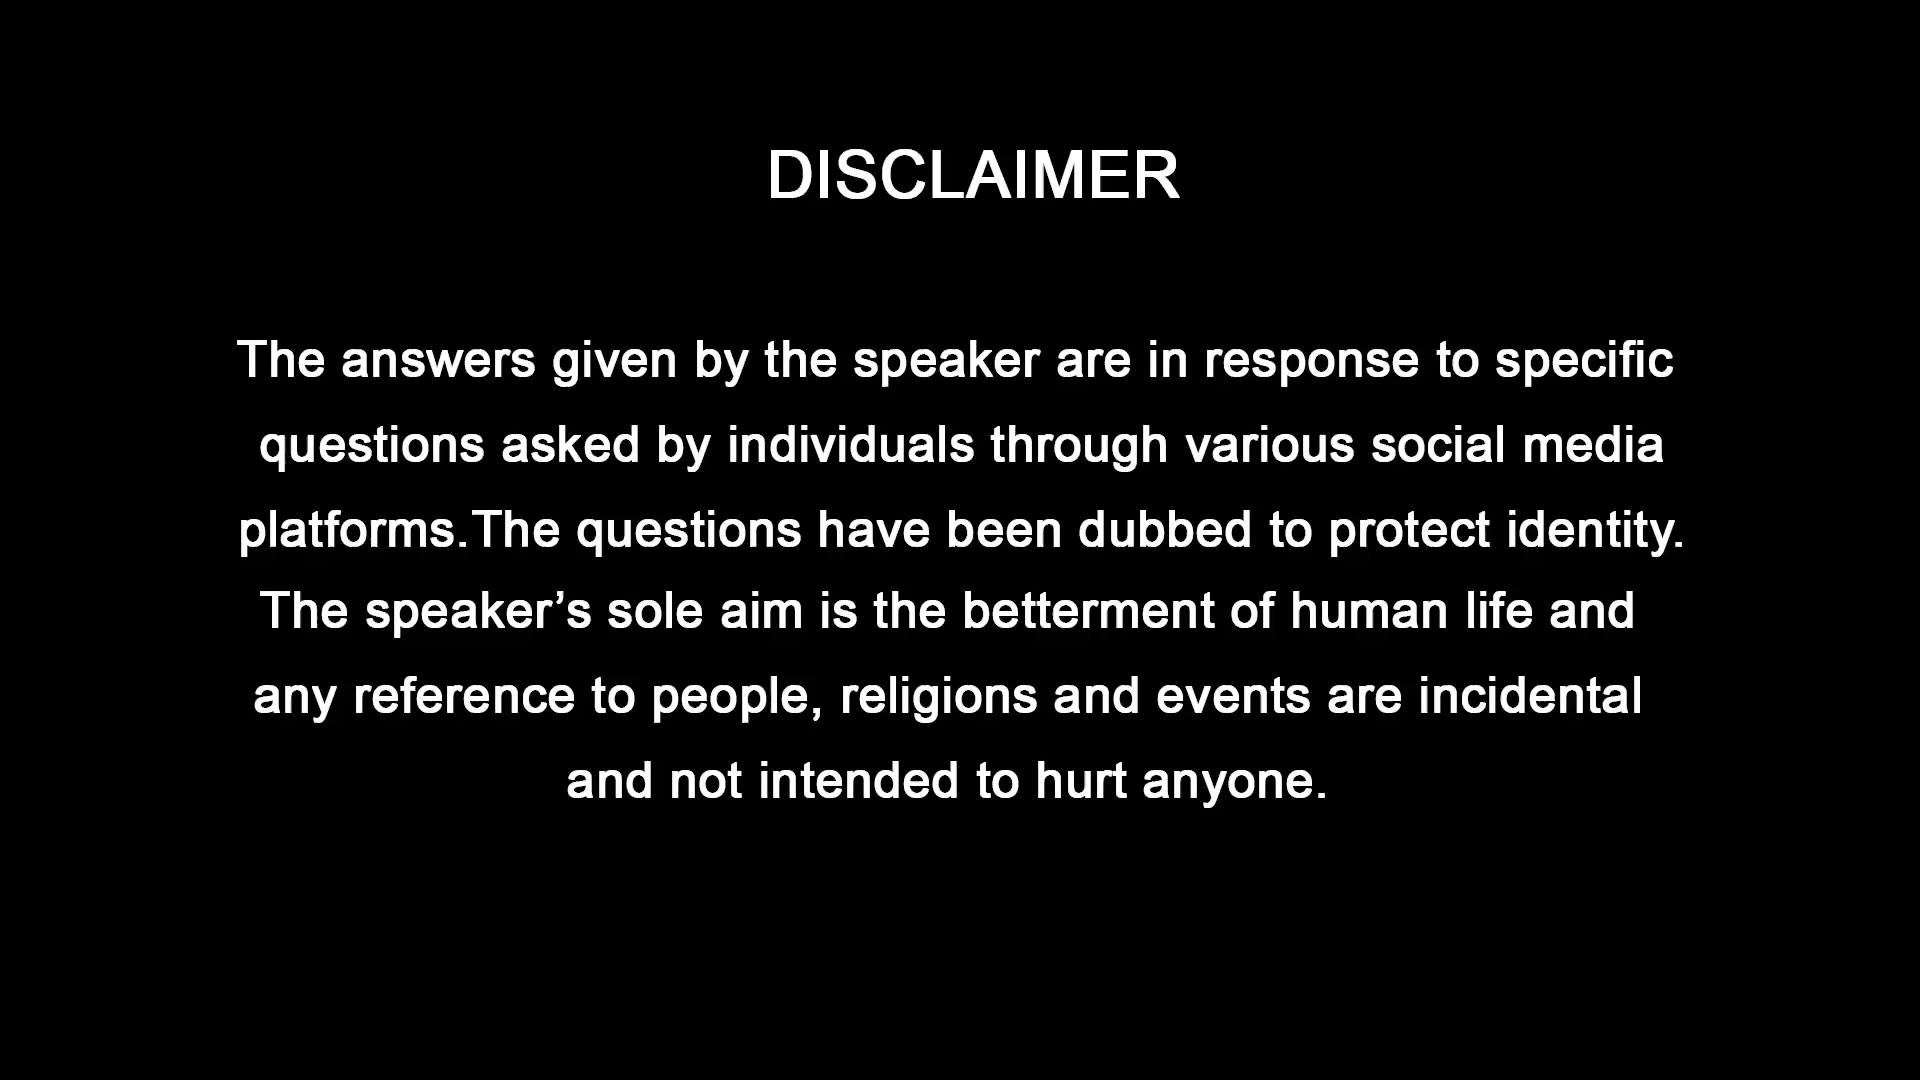 DISCLAIMER
The answers given by the speaker are in response to specific
questions asked by individuals through various social media
platforms.The questions have been dubbed to protect identity.
The speaker’s sole aim is the betterment of human life and
any reference to people, religions and events are incidental
and not intended to hurt anyone.